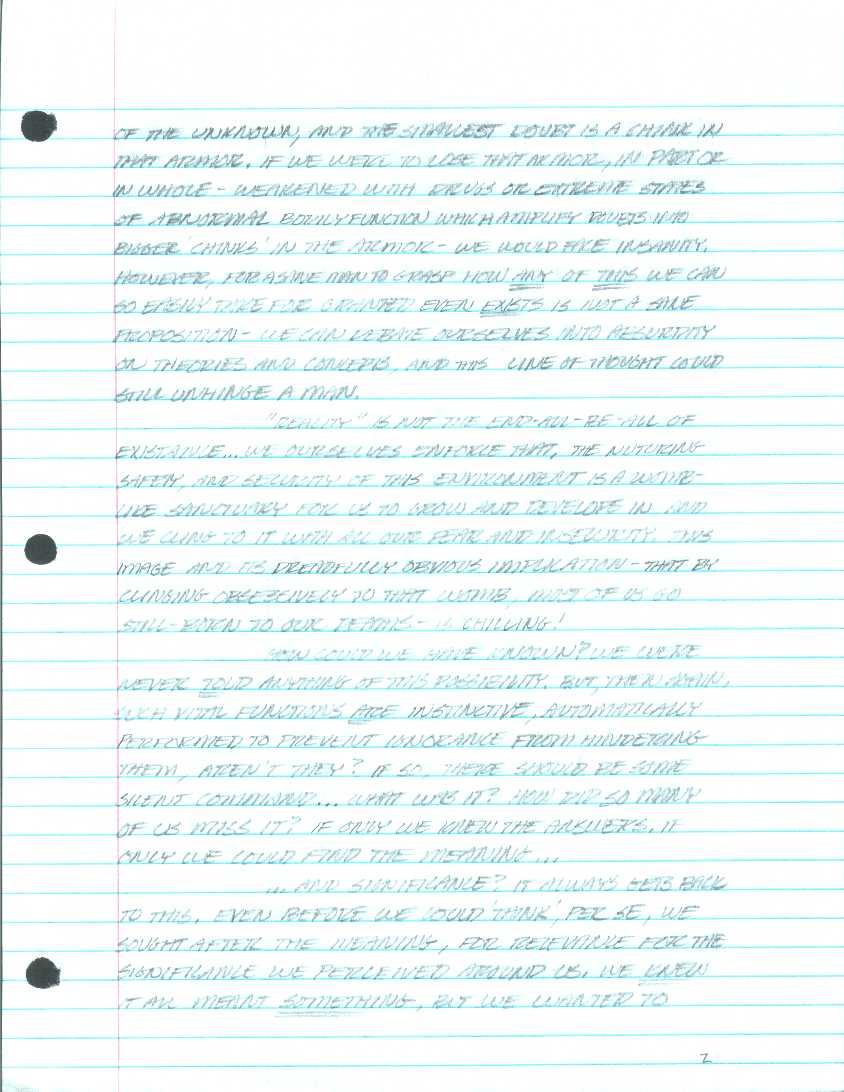 OF THE UNKNOWN, AND THE SMALLEST DOUBT IS A CHINK IN
THAT ARMOR. IF WE WERE TO LOSE THAT ARMOR, IN PART OR
IN WHOLE - WEAKENED WITH DRUGS OR EXTREME STATES
OF ABNORMAL BODILY FUNCTION WHICH AMPLIFY DOUBTS INTO
BIGGER 'CHINKS' IN THE ARMOR - WE WOULD FACE INSANITY.
HOWEVER, FOR A SANE MAN TO GRASP HOW ANY OF THIS WE CAN
SO EASILY TAKE FOR GRANTED EVEN EXISTS IS NOT A SANE
PROPOSITION - WE CAN DEBATE OURSELVES INTO ABSURDITY
ON THEORIES AND CONCEPTS, AND THIS LINE OF THOUGHT COULD
STILL UNHINGE A MAN.
"REALITY" IS NOT THE END-ALL-BE-ALL OF
EXISTANCE... WE OURSELVES ENFORCE THAT. THE NUTURING
SAFETY, AND SECURITY OF THIS ENVIRONMENT IS A WOMB-
LIKE SANCTUARY FOR US TO GROW AND DEVELOPE IN AND
WE CLING TO IT WITH ALL OUR FEAR AND INSECURITY. THIS
IMAGE AND ITS DREADFULLY OBVIOUS IMPLICATION - THAT BY
CLINGING OBSESSIVELY TO THAT WOMB, MOST OF US GO
STILL-BORN TO OUR DEATHS - IS CHILLING!
HOW COULD WE HAVE KNOWN? WE WERE
NEVER TOLD ANYTHING OF THIS POSSIBILITY. BUT, THEN AGAIN,
SUCH VITAL FUNCTIONS ARE INSTINCTIVE, AUTOMATICALLY
PERFORMED TO PREVENT IGNORANCE FROM HINDERING
THEM, AREN'T THEY? IF SO, THERE SHOULD BE SOME
SILENT COMMAND... WHAT WAS IT? HOW DID SO MANY
OF US MISS IT? IF ONLY WE KNEW THE ANSWERS. IF
ONLY WE COULD FIND THE MEANING...
... AND SIGNIFICANCE? IT ALWAYS GETS BACK
TO THIS. EVEN BEFORE WE COULD 'THINK', PER SE, WE
SOUGHT AFTER THE MEANING, FOR RELEVANCE FOR THE
SIGNIFICANCE WE PERCEIVED AROUND US. WE KNEW
IT ALL MEANT SOMETHING, BUT WE WANTED TO
2